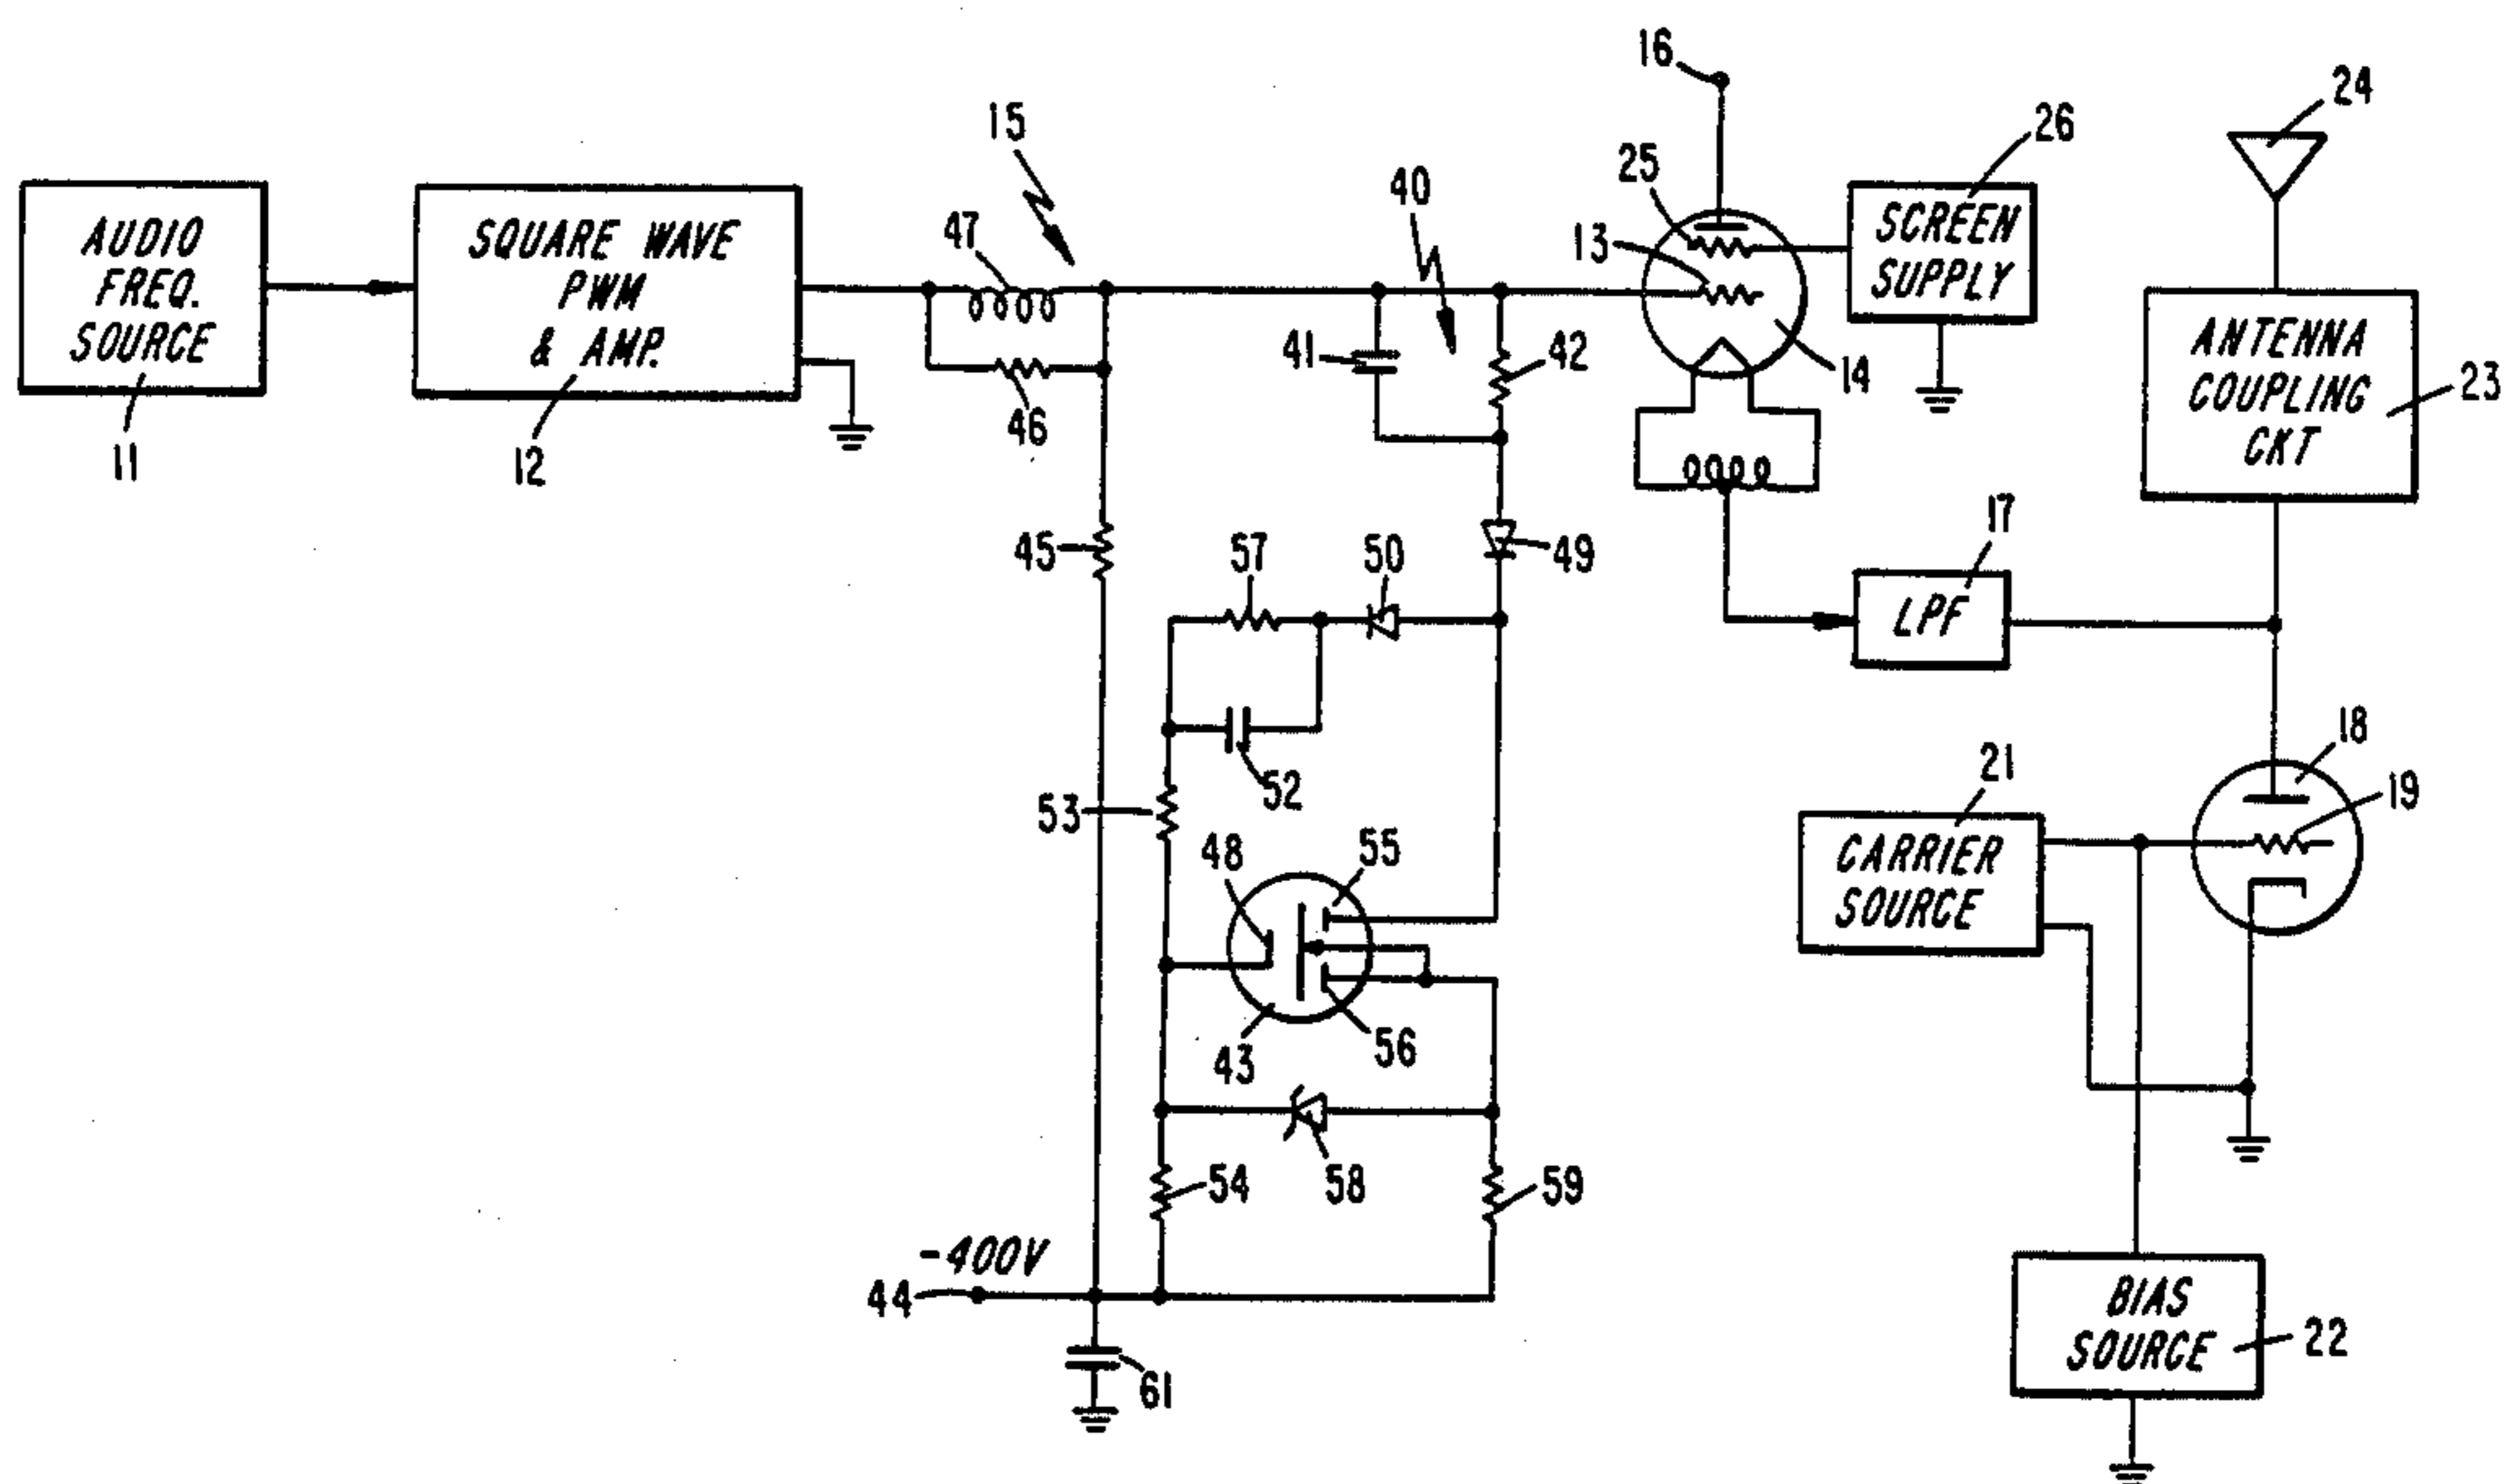 16
24
15
26
25
40
AUDIO
FREQ.
SOURCE
SQUARE WAVE
PWM
& AMP.
47
13
SCREEN
SUPPLY
41
42
14
46
ANTENNA
COUPLING
CKT
23
11
12
17
45
57
50
49
LPF
52
18
53
21
19
48
55
CARRIER
SOURCE
43
56
54
58
59
-400V
44
BIAS
SOURCE
22
61